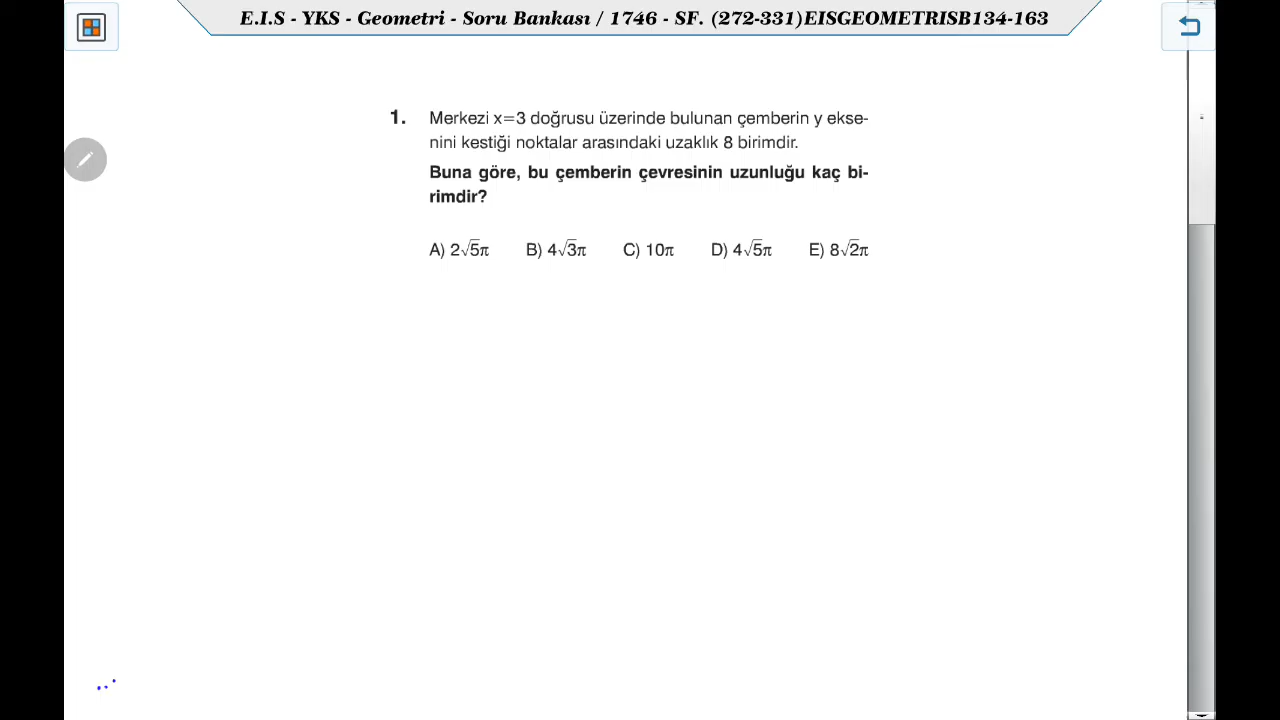 E.I.S - YKS - Geometri - Soru Bankası / 1746 - SF. (272-331)EISGEOMETRISB134-163
1. Merkezi x=3 doğrusu üzerinde bulunan çemberin y ekse-
nini kestiği noktalar arasındaki uzaklık 8 birimdir.
Buna göre, bu çemberin çevresinin uzunluğu kaç bi-
rimdir?
A) 2√5π B) 4√3π C) 10π D) 4√5π E) 8√2π